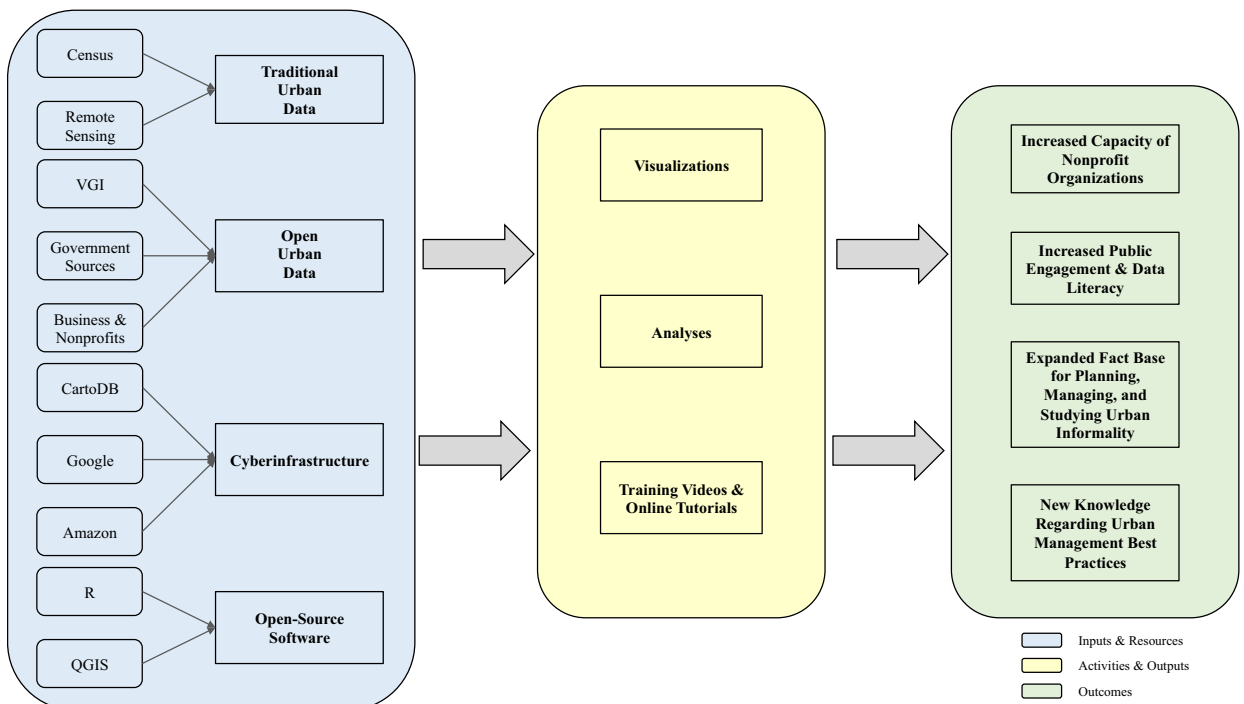 Census
Remote
Sensing
VGI
Government
Sources
Business &
Nonprofits
CartoDB
Google
Amazon
R
QGIS
Traditional
Urban
Data
Open
Urban
Data
Cyberinfrastructure
Open-Source
Software
Visualizations
Analyses
Training Videos &
Online Tutorials
Increased Capacity of
Nonprofit
Organizations
Increased Public
Engagement & Data
Literacy
Expanded Fact Base
for Planning,
Managing, and
Studying Urban
Informality
New Knowledge
Regarding Urban
Management Best
Practices
Inputs & Resources
Activities & Outputs
Outcomes